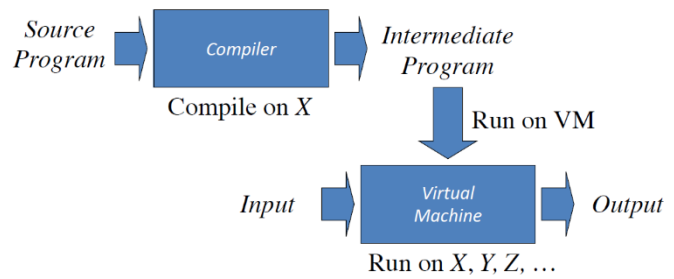 Source
Program
Compiler
Intermediate
Program
Compile on X
Run on VM
Input
Virtual
Machine
Output
Run on X, Y, Z, …